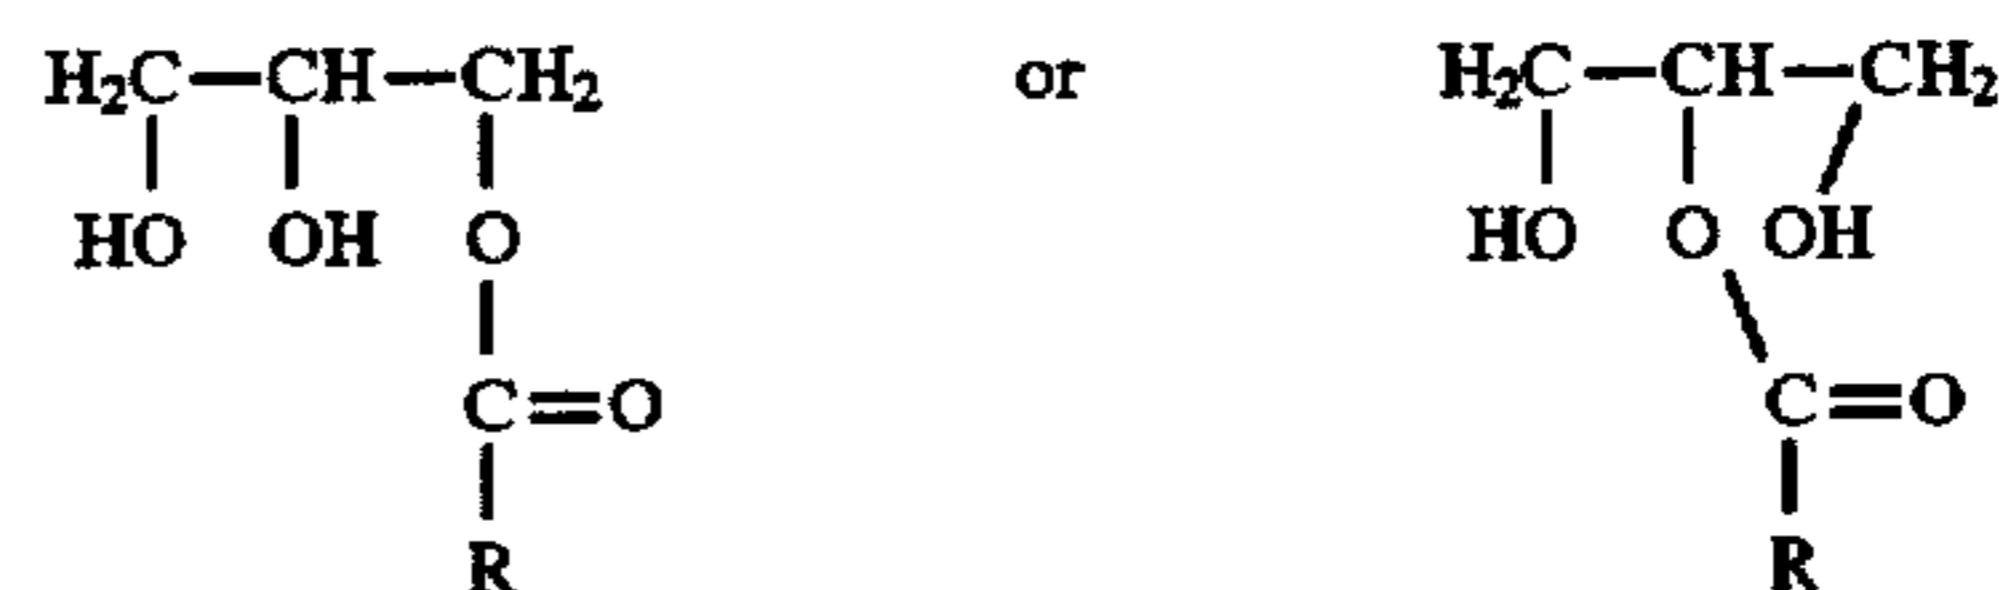 H₂C—CH—CH₂ or H₂C—CH—CH₂
HO OH O HO O OH
C=O C=O
R R